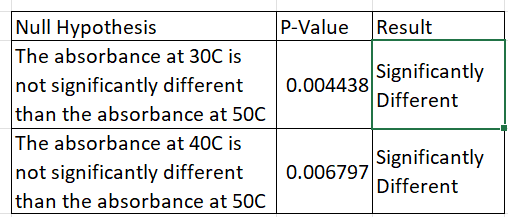 Null Hypothesis P-Value Result
The absorbance at 30C is
not significantly different
than the absorbance at 50C
0.004438
Significantly
Different
The absorbance at 40C is
not significantly different
than the absorbance at 50C
0.006797
Significantly
Different